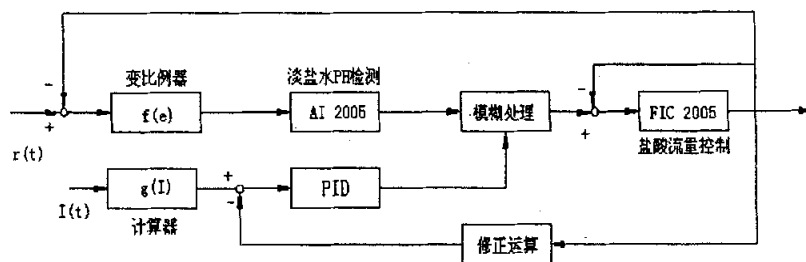 变比例器
淡盐水PH检测
-
-
f(e)
AI 2005
模糊处理
FIC 2005
+
+
盐酸流量控制
r(t)
g(I)
+
-
PID
I(t)
计算器
修正运算